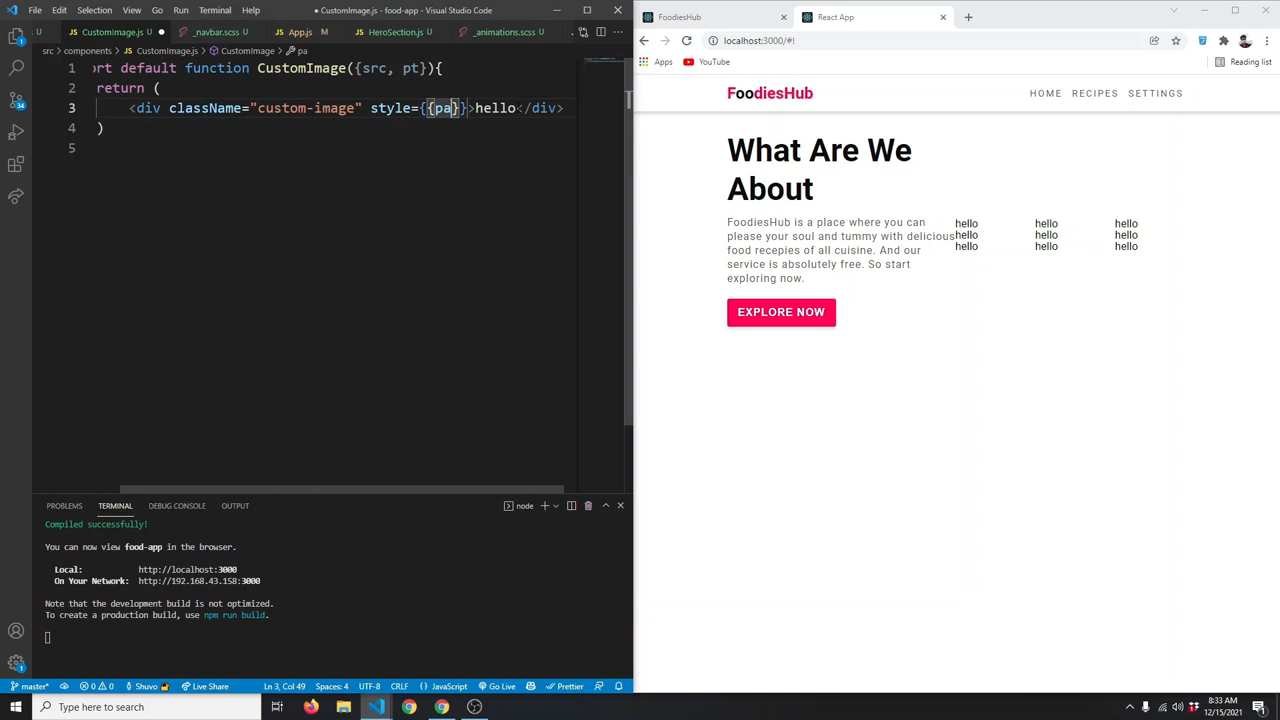 File Edit Selection View Go Run Terminal Help
● CustomImage.js - food-app - Visual Studio Code
U CustomImage.js U ● _navbar.scss U App.js M HeroSection.js U _animations.scss U ···
src > components > CustomImage.js > CustomImage > pa
1 rt default function CustomImage({src, pt}){
2 return (
3 <div className="custom-image" style={{pa}}>hello</div>
4 )
5
34
PROBLEMS TERMINAL DEBUG CONSOLE OUTPUT
node
Compiled successfully!
You can now view food-app in the browser.
Local: http://localhost:3000
On Your Network: http://192.168.43.158:3000
Note that the development build is not optimized.
To create a production build, use npm run build.
1
master* 0 0 Shuvo Live Share Ln 3, Col 49 Spaces: 4 UTF-8 CRLF { } JavaScript Go Live Prettier
FoodiesHub
React App
localhost:3000/#!
Apps YouTube Reading list
FoodiesHub HOME RECIPES SETTINGS
What Are We
About
FoodiesHub is a place where you can
please your soul and tummy with delicious
food recepies of all cuisine. And our
service is absolutely free. So start
exploring now.
EXPLORE NOW
hello hello hello
hello hello hello
hello hello hello
Type here to search
8:33 AM
12/15/2021
1